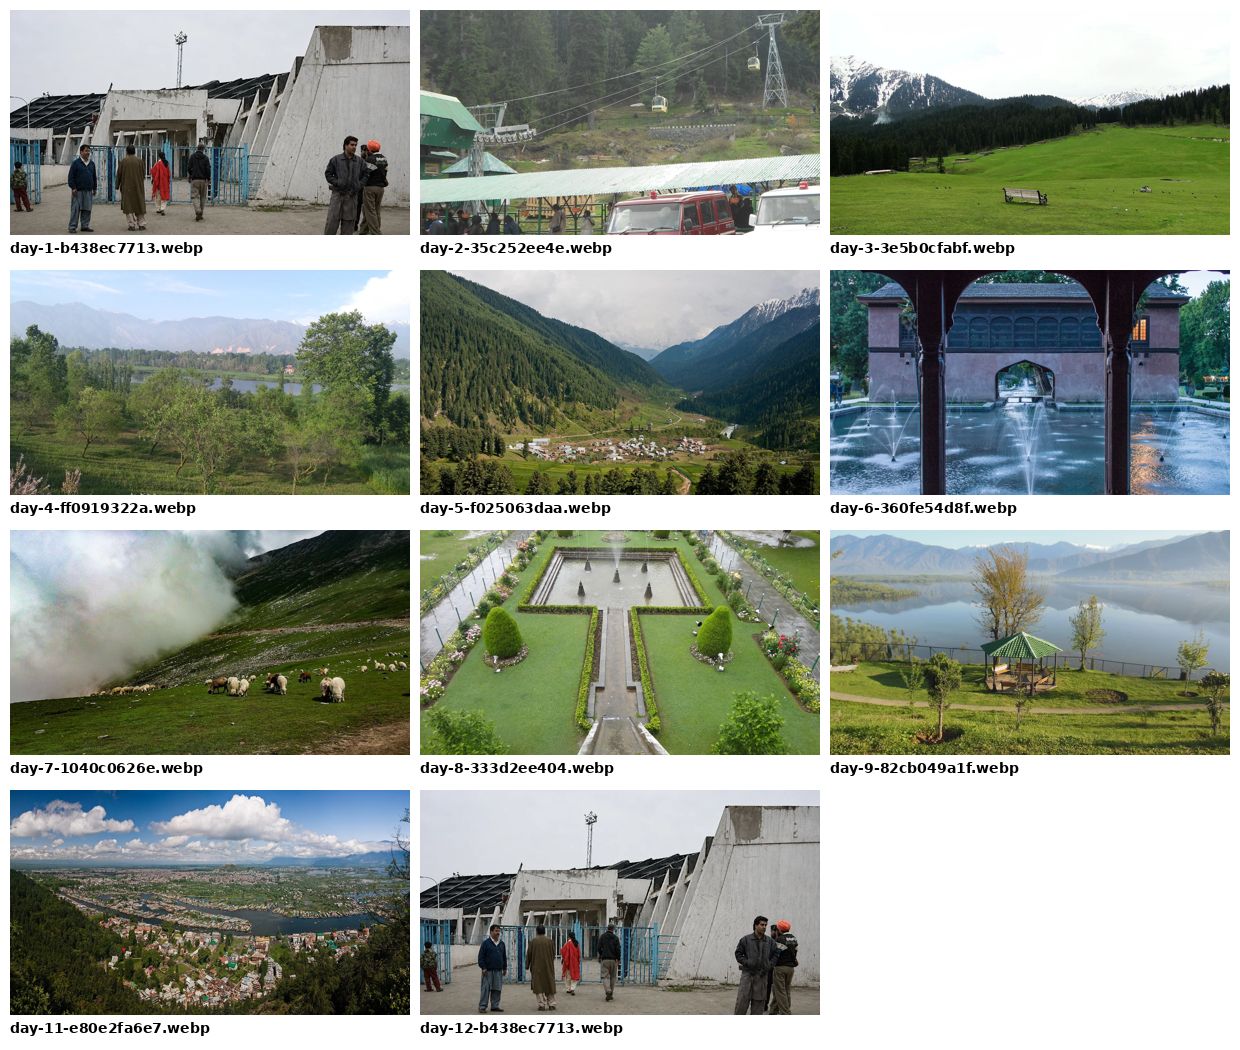 day-1-b438ec7713.webp
day-2-35c252ee4e.webp
day-3-3e5b0cfabf.webp
day-4-ff0919322a.webp
day-5-f025063daa.webp
day-6-360fe54d8f.webp
day-7-1040c0626e.webp
day-8-333d2ee404.webp
day-9-82cb049a1f.webp
day-11-e80e2fa6e7.webp
day-12-b438ec7713.webp